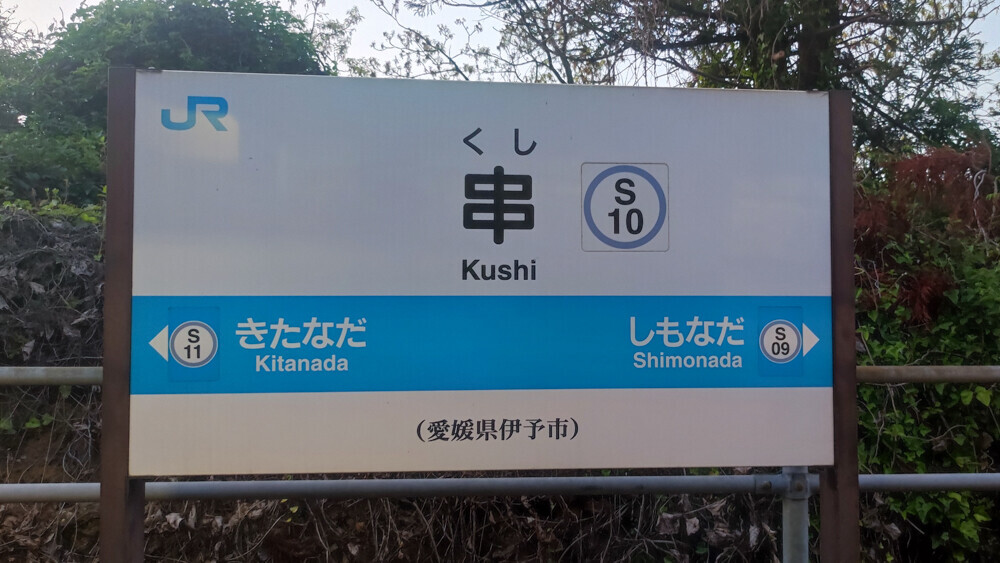 JR
くし
串
Kushi
S
10
S
11
きたなだ
Kitanada
しもなだ
Shimonada
S
09
（愛媛県伊予市）